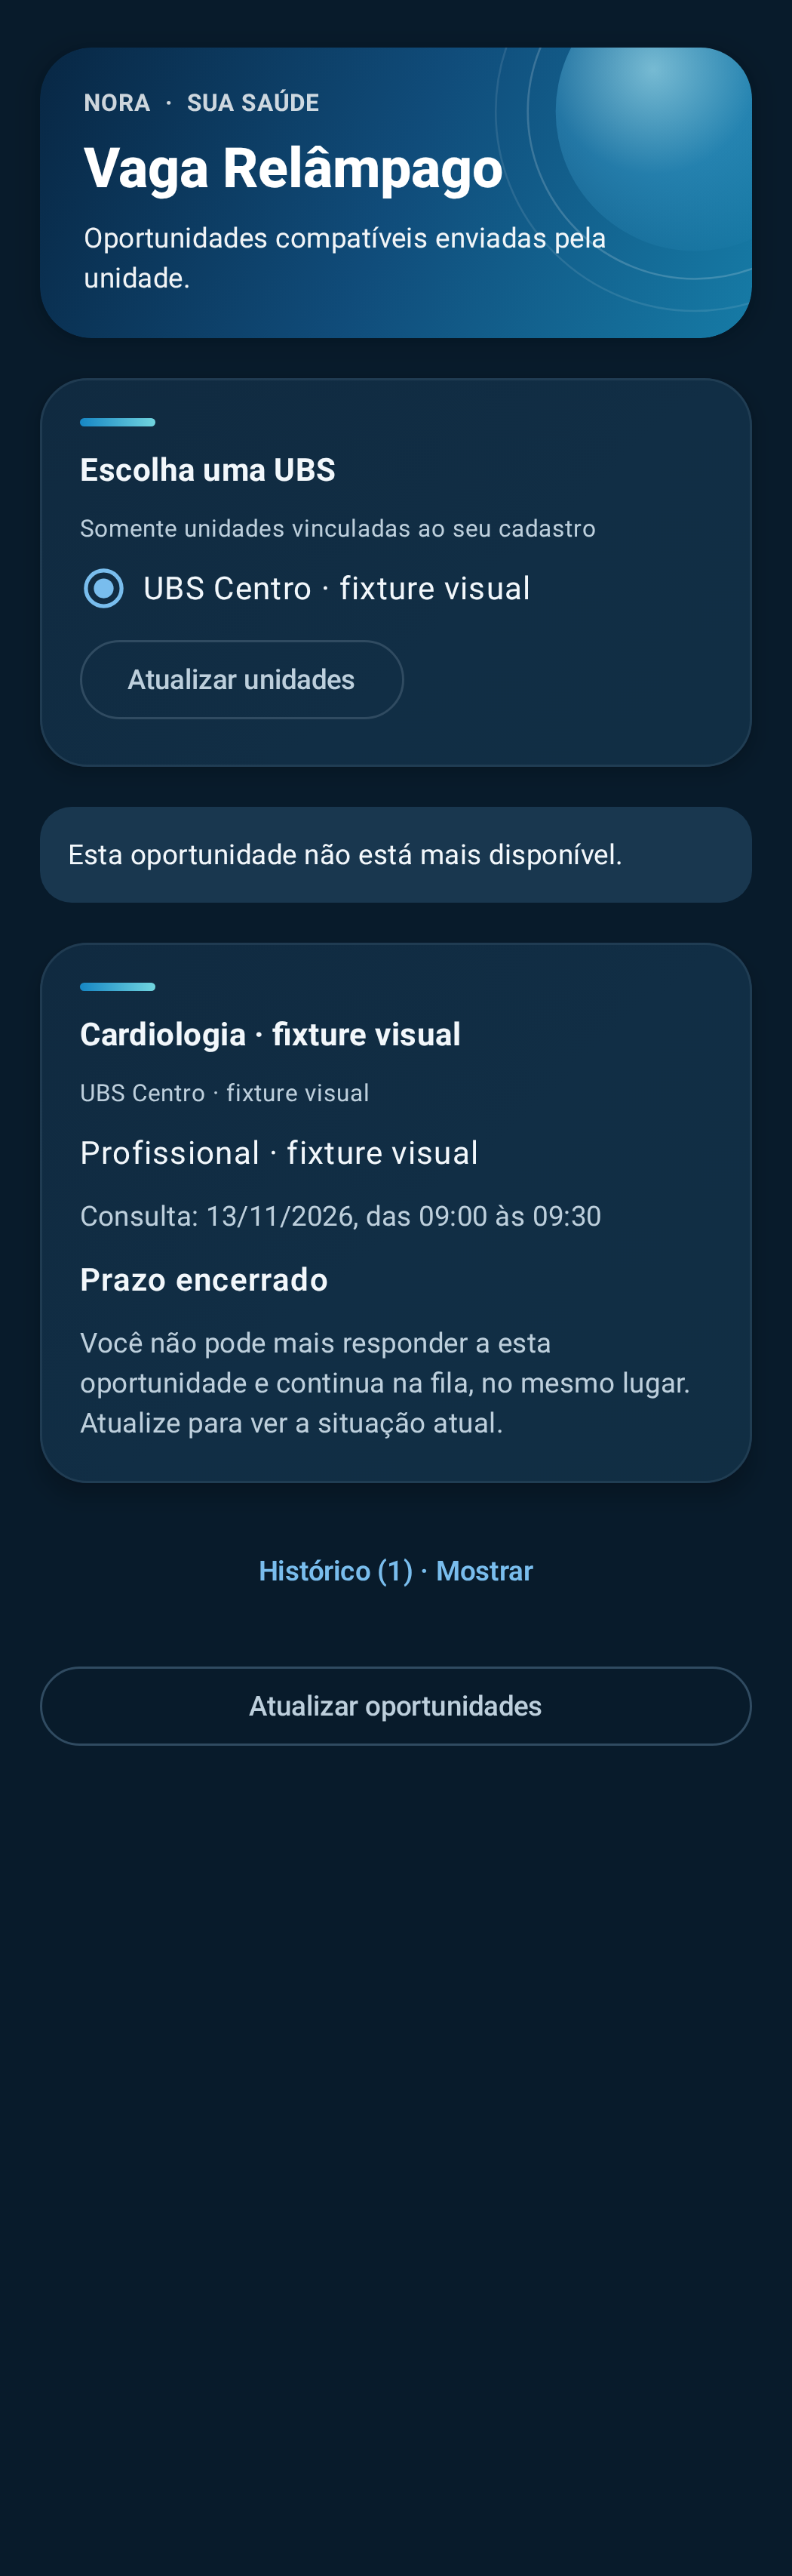 NORA · SUA SAÚDE
Vaga Relâmpago
Oportunidades compatíveis enviadas pela
unidade.
Escolha uma UBS
Somente unidades vinculadas ao seu cadastro
UBS Centro · fixture visual
Atualizar unidades
Esta oportunidade não está mais disponível.
Cardiologia · fixture visual
UBS Centro · fixture visual
Profissional · fixture visual
Consulta: 13/11/2026, das 09:00 às 09:30
Prazo encerrado
Você não pode mais responder a esta
oportunidade e continua na fila, no mesmo lugar.
Atualize para ver a situação atual.
Histórico (1) · Mostrar
Atualizar oportunidades